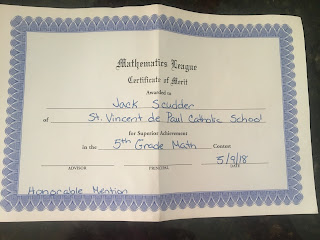 Mathematics League
Certificate of Merit
Awarded to
Jack Scudder
of St. Vincent de Paul Catholic School
for Superior Achievement
in the 5th Grade Math Contest
5/9/18
ADVISOR PRINCIPAL DATE
Honorable Mention